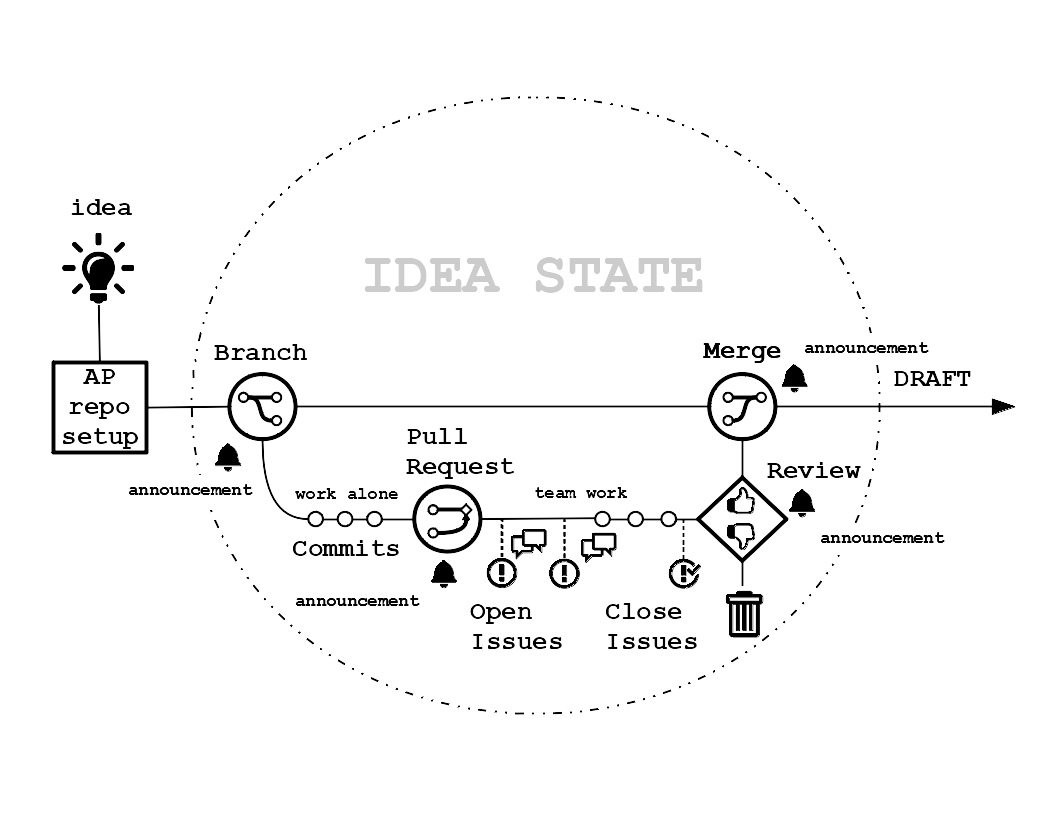 idea
IDEA STATE
Branch
Merge
announcement
AP
repo
setup
DRAFT
Pull
Request
Review
announcement
work alone
team work
Commits
announcement
announcement
Open
Issues
Close
Issues